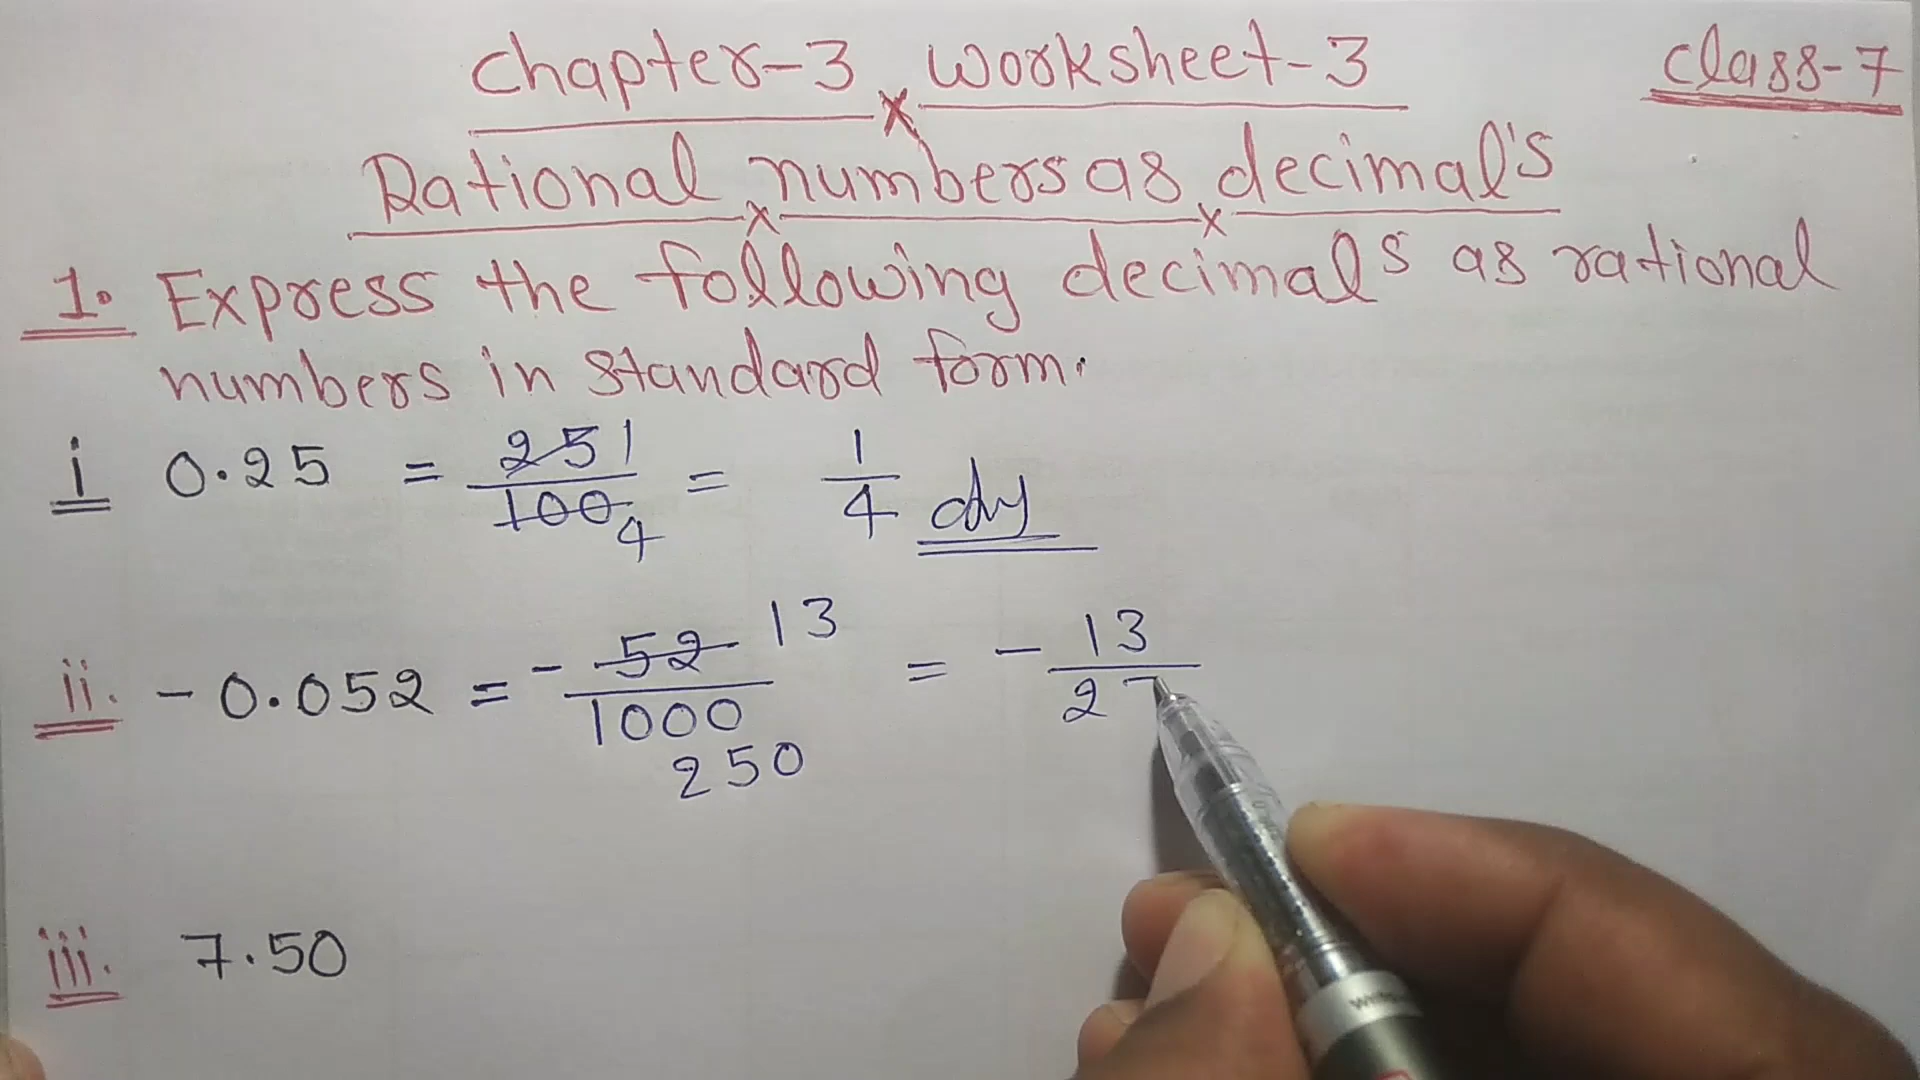 Chapter-3 Worksheet-3
Class-7
Rational numbers as decimal's
1. Express the following decimals as rational
numbers in standard form.
i 0.25 = 25 1 / 100 4 = 1/4
ii. -0.052 = -52 13 / 1000 250 = -13/2
iii. 7.50